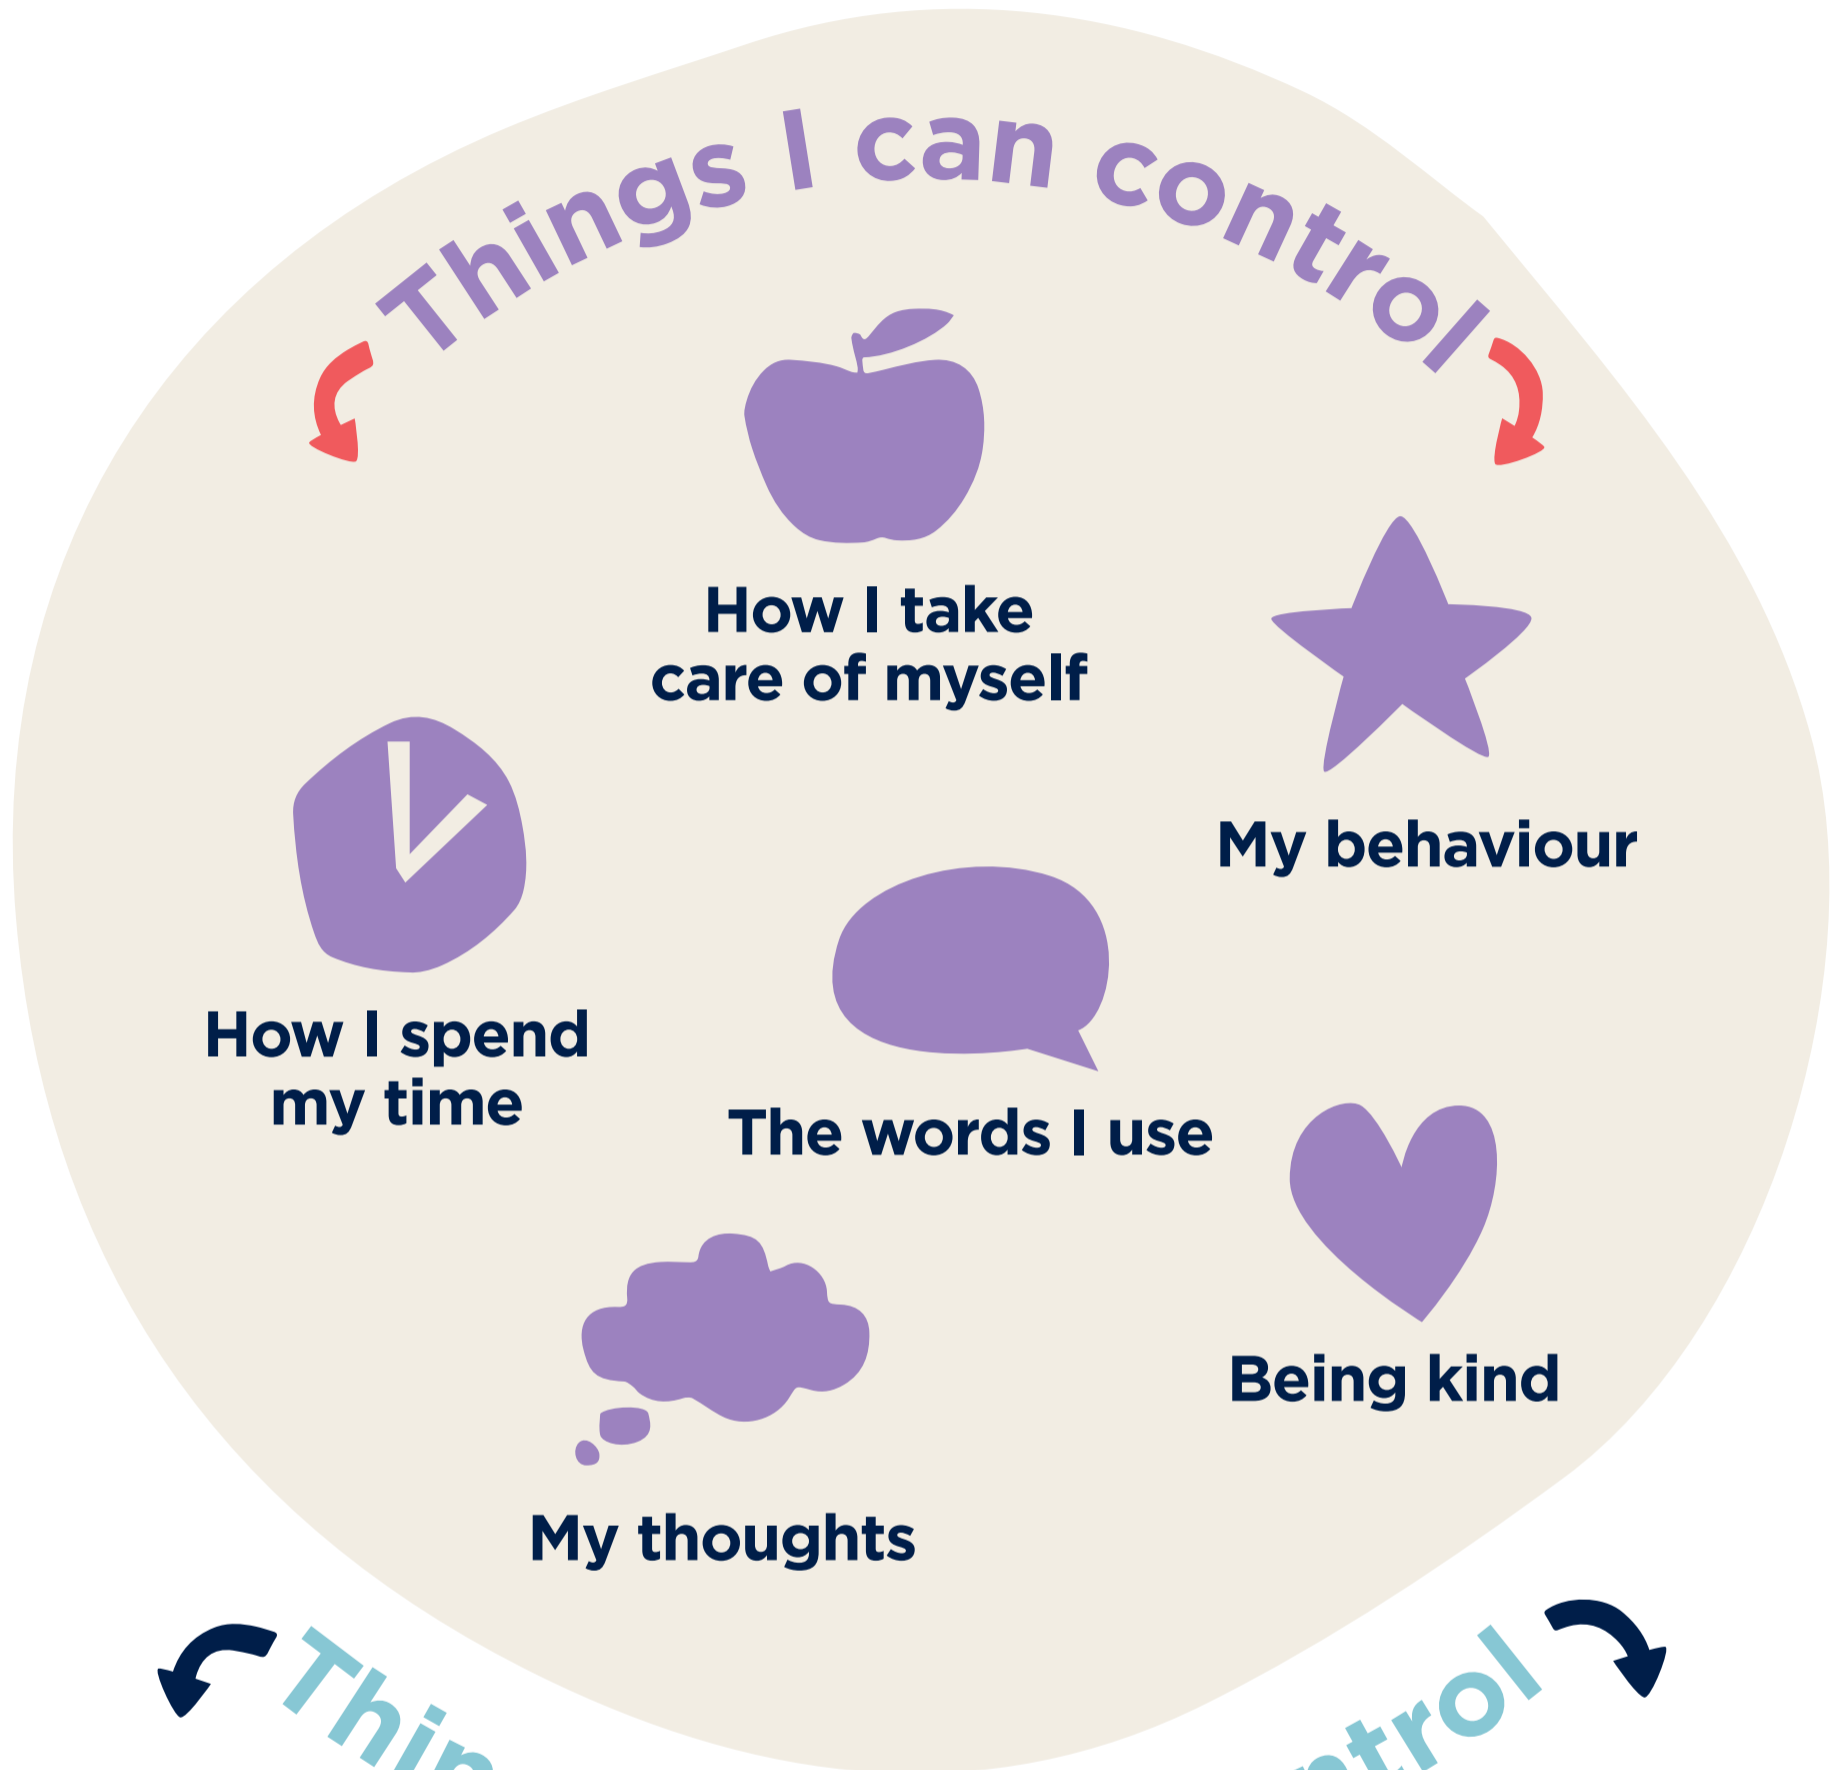 Things I can control
How I take
care of myself
My behaviour
How I spend
my time
The words I use
Being kind
My thoughts